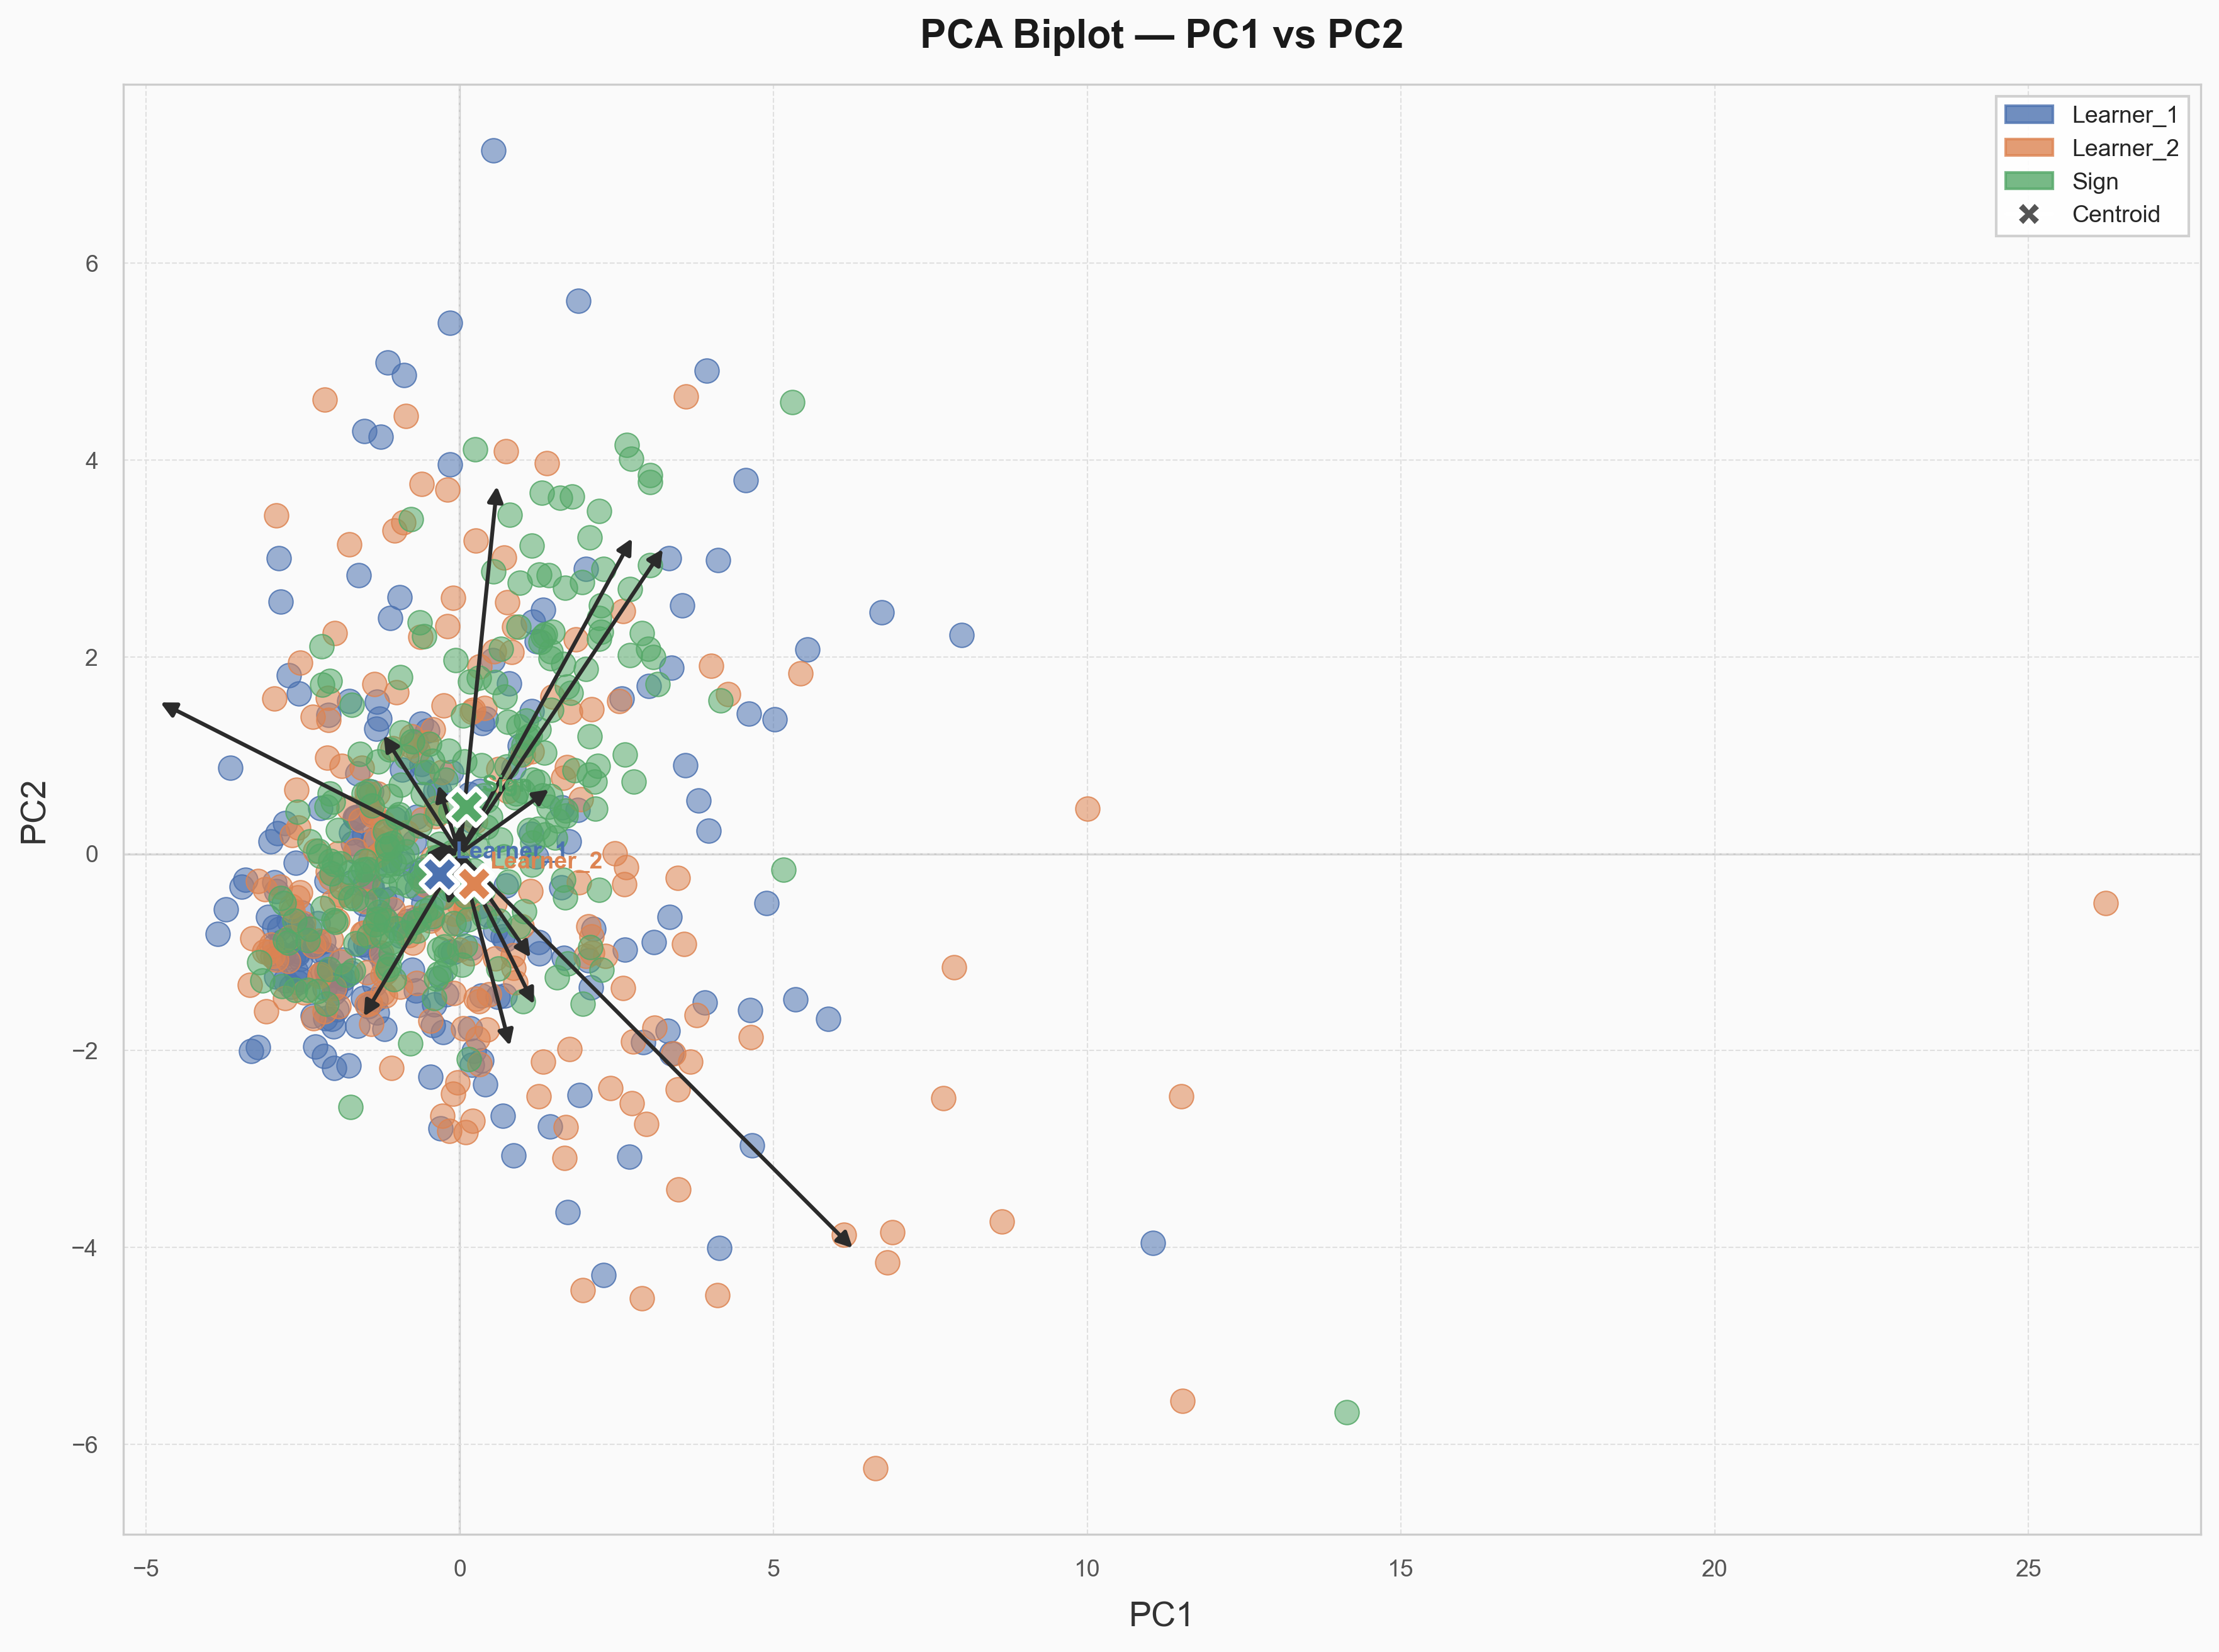 PCA Biplot — PC1 vs PC2
Learner_1
Learner_2
Sign
Centroid
6
4
2
0
−2
−4
−6
PC2
Learner_1
Learner_2
−5
0
5
10
15
20
25
PC1